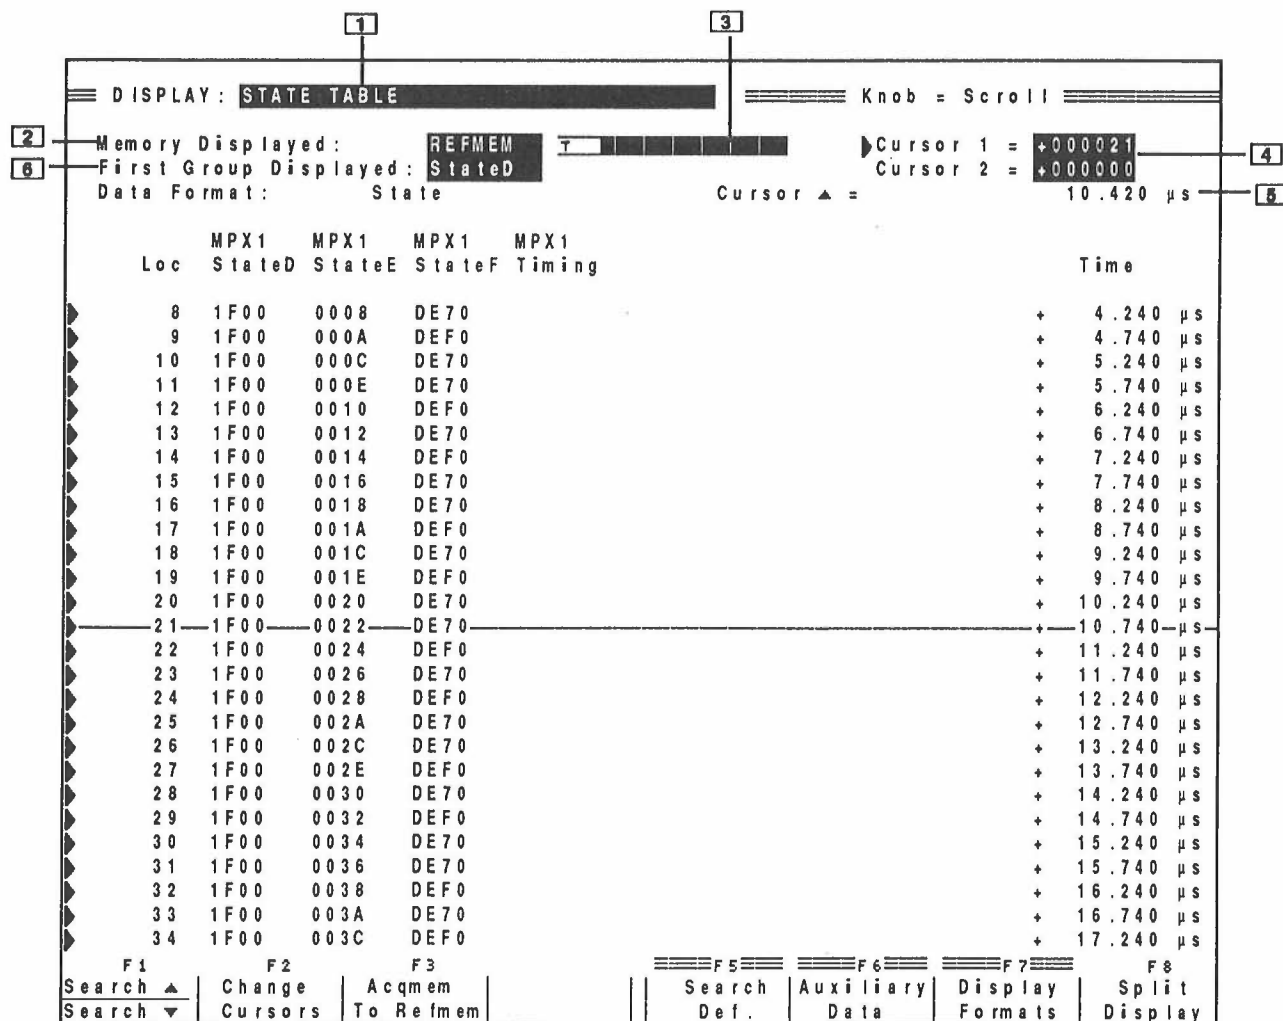 1 3
DISPLAY: STATE TABLE Knob = Scroll
2 Memory Displayed: REFMEM T Cursor 1 = +000021 4
6 First Group Displayed: StateD Cursor 2 = +000000
Data Format: State Cursor ▲ = 10.420 µs 5
MPX1 MPX1 MPX1 MPX1
Loc StateD StateE StateF Timing Time
8 1F00 0008 DE70 + 4.240 µs
9 1F00 000A DEF0 + 4.740 µs
10 1F00 000C DE70 + 5.240 µs
11 1F00 000E DE70 + 5.740 µs
12 1F00 0010 DEF0 + 6.240 µs
13 1F00 0012 DE70 + 6.740 µs
14 1F00 0014 DEF0 + 7.240 µs
15 1F00 0016 DE70 + 7.740 µs
16 1F00 0018 DE70 + 8.240 µs
17 1F00 001A DEF0 + 8.740 µs
18 1F00 001C DE70 + 9.240 µs
19 1F00 001E DEF0 + 9.740 µs
20 1F00 0020 DE70 + 10.240 µs
21 1F00 0022 DE70 + 10.740 µs
22 1F00 0024 DEF0 + 11.240 µs
23 1F00 0026 DE70 + 11.740 µs
24 1F00 0028 DEF0 + 12.240 µs
25 1F00 002A DE70 + 12.740 µs
26 1F00 002C DE70 + 13.240 µs
27 1F00 002E DEF0 + 13.740 µs
28 1F00 0030 DE70 + 14.240 µs
29 1F00 0032 DEF0 + 14.740 µs
30 1F00 0034 DE70 + 15.240 µs
31 1F00 0036 DE70 + 15.740 µs
32 1F00 0038 DEF0 + 16.240 µs
33 1F00 003A DE70 + 16.740 µs
34 1F00 003C DEF0 + 17.240 µs
F1 F2 F3 F5 F6 F7 F8
Search ▲ Change Acqmem Search Auxiliary Display Split
Search ▼ Cursors To Refmem Def. Data Formats Display